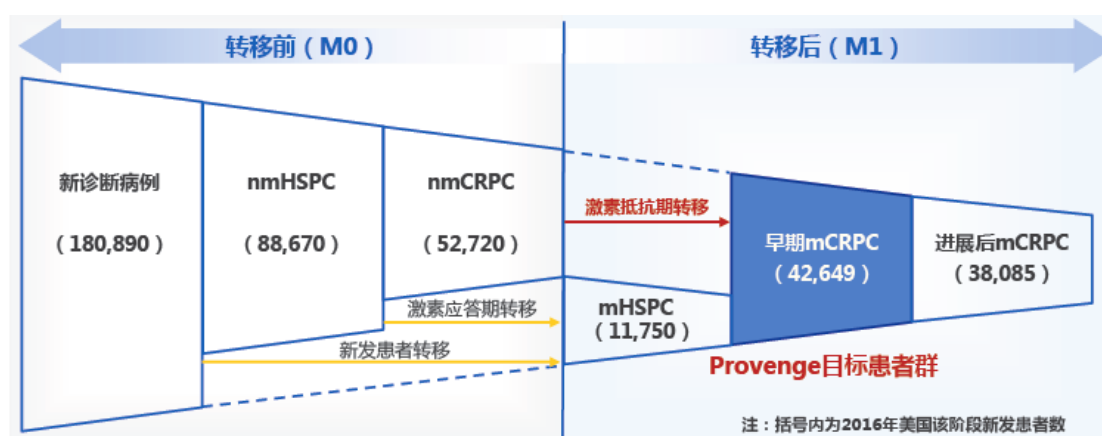 转移前（M0）
转移后（M1）
新诊断病例
（180,890）
nmHSPC
（88,670）
nmCRPC
（52,720）
激素抵抗期转移
早期mCRPC
（42,649）
进展后mCRPC
（38,085）
激素应答期转移
mHSPC
（11,750）
新发患者转移
Provenge目标患者群
注：括号内为2016年美国该阶段新发患者数